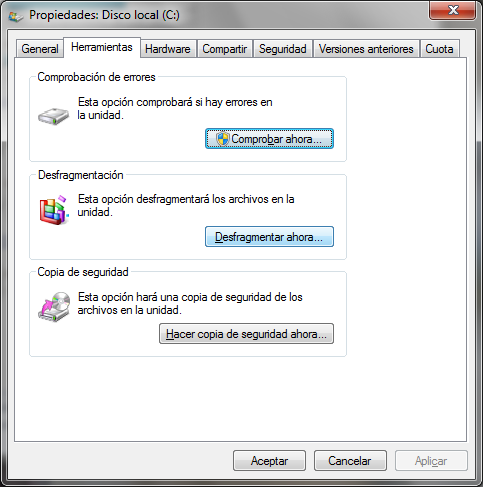 Propiedades: Disco local (C:)
General Herramientas Hardware Compartir Seguridad Versiones anteriores Cuota
Comprobación de errores
Esta opción comprobará si hay errores en
la unidad.
Comprobar ahora...
Desfragmentación
Esta opción desfragmentará los archivos en la
unidad.
Desfragmentar ahora...
Copia de seguridad
Esta opción hará una copia de seguridad de los
archivos en la unidad.
Hacer copia de seguridad ahora...
Aceptar Cancelar Aplicar